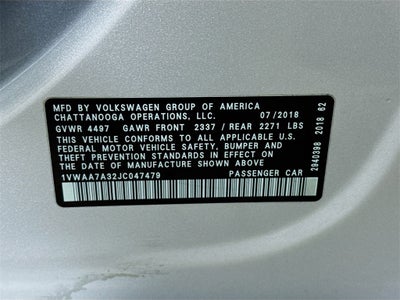 MFD BY VOLKSWAGEN GROUP OF AMERICA
CHATTANOOGA OPERATIONS, LLC. 07/2018
GVWR 4497 GAWR FRONT 2337 / REAR 2271 LBS
THIS VEHICLE CONFORMS TO ALL APPLICABLE U.S.
FEDERAL MOTOR VEHICLE SAFETY, BUMPER AND
THEFT PREVENTION STANDARDS IN EFFECT ON THE
DATE OF MANUFACTURE SHOWN ABOVE
1VWAA7A32JC047479 PASSENGER CAR
2940398 2018 62